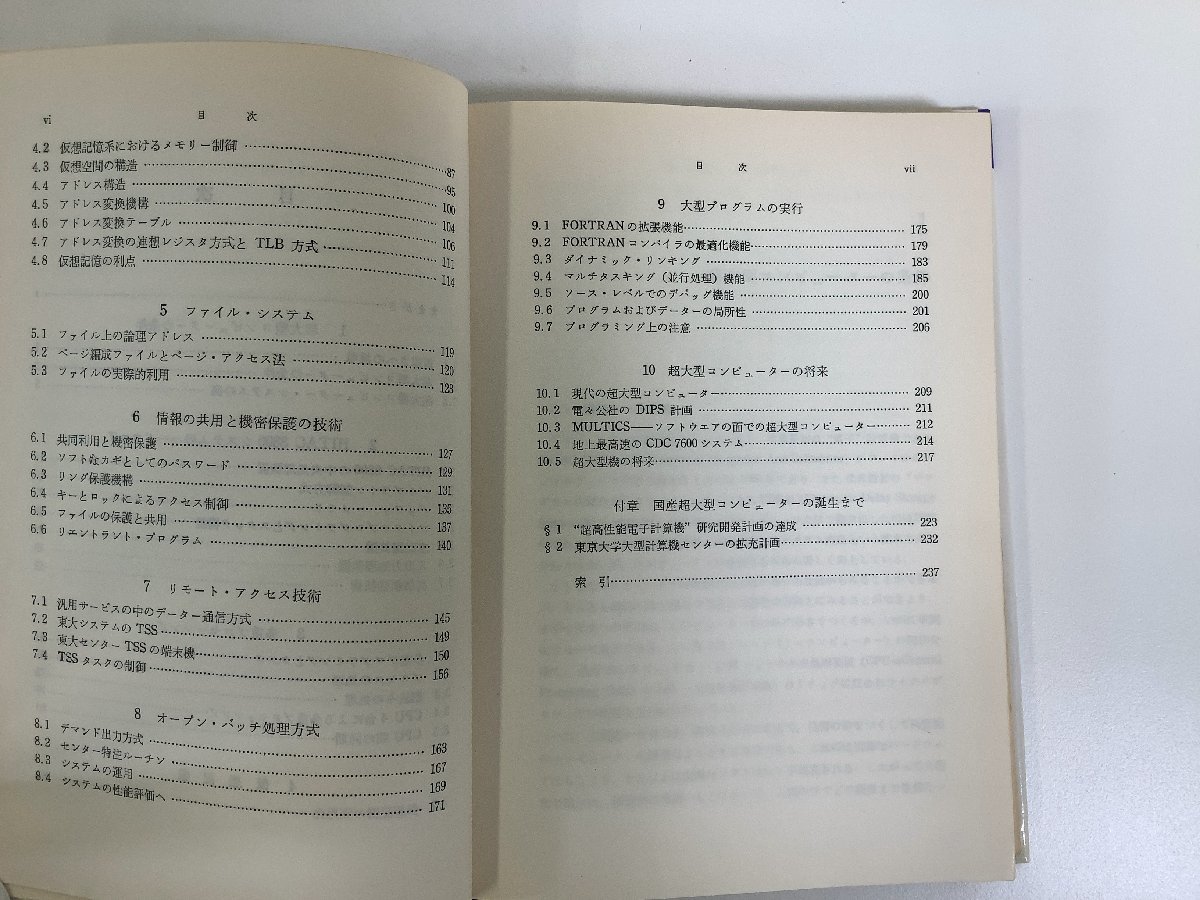 vi 目 次
4.2 仮想記憶系におけるメモリー制御 87
4.3 仮想空間の構造 95
4.4 アドレス構造 100
4.5 アドレス変換機構 104
4.6 アドレス変換テーブル 106
4.7 アドレス変換の連想レジスタ方式と TLB 方式 111
4.8 仮想記憶の利点 114
5 ファイル・システム
5.1 ファイル上の論理アドレス 119
5.2 ページ編成ファイルとページ・アクセス法 120
5.3 ファイルの実際的利用 123
6 情報の共用と機密保護の技術
6.1 共同利用と機密保護 127
6.2 ソフトなカギとしてのパスワード 129
6.3 リング保護機構 131
6.4 キーとロックによるアクセス制御 135
6.5 ファイルの保護と共用 137
6.6 リエントラント・プログラム 140
7 リモート・アクセス技術
7.1 汎用サービスの中のデーター通信方式 145
7.2 東大システムの TSS 149
7.3 東大センター TSS の端末機 150
7.4 TSS タスクの制御 156
8 オープン・バッチ処理方式
8.1 デマンド出力方式 163
8.2 センター特注ルーチン 167
8.3 システムの運用 169
8.4 システムの性能評価へ 171
目 次 vii
9 大型プログラムの実行
9.1 FORTRAN の拡張機能 175
9.2 FORTRAN コンパイラの最適化機能 179
9.3 ダイナミック・リンキング 183
9.4 マルチタスキング (並行処理) 機能 185
9.5 ソース・レベルでのデバッグ機能 200
9.6 プログラムおよびデーターの局所性 201
9.7 プログラミング上の注意 206
10 超大型コンピューターの将来
10.1 現代の超大型コンピューター 209
10.2 電々公社の DIPS 計画 211
10.3 MULTICS——ソフトウエアの面での超大型コンピューター 212
10.4 地上最高速の CDC 7600 システム 214
10.5 超大型機の将来 217
付章 国産超大型コンピューターの誕生まで
§1 “超高性能電子計算機” 研究開発計画の達成 223
§2 東京大学大型計算機センターの拡充計画 232
索 引 237